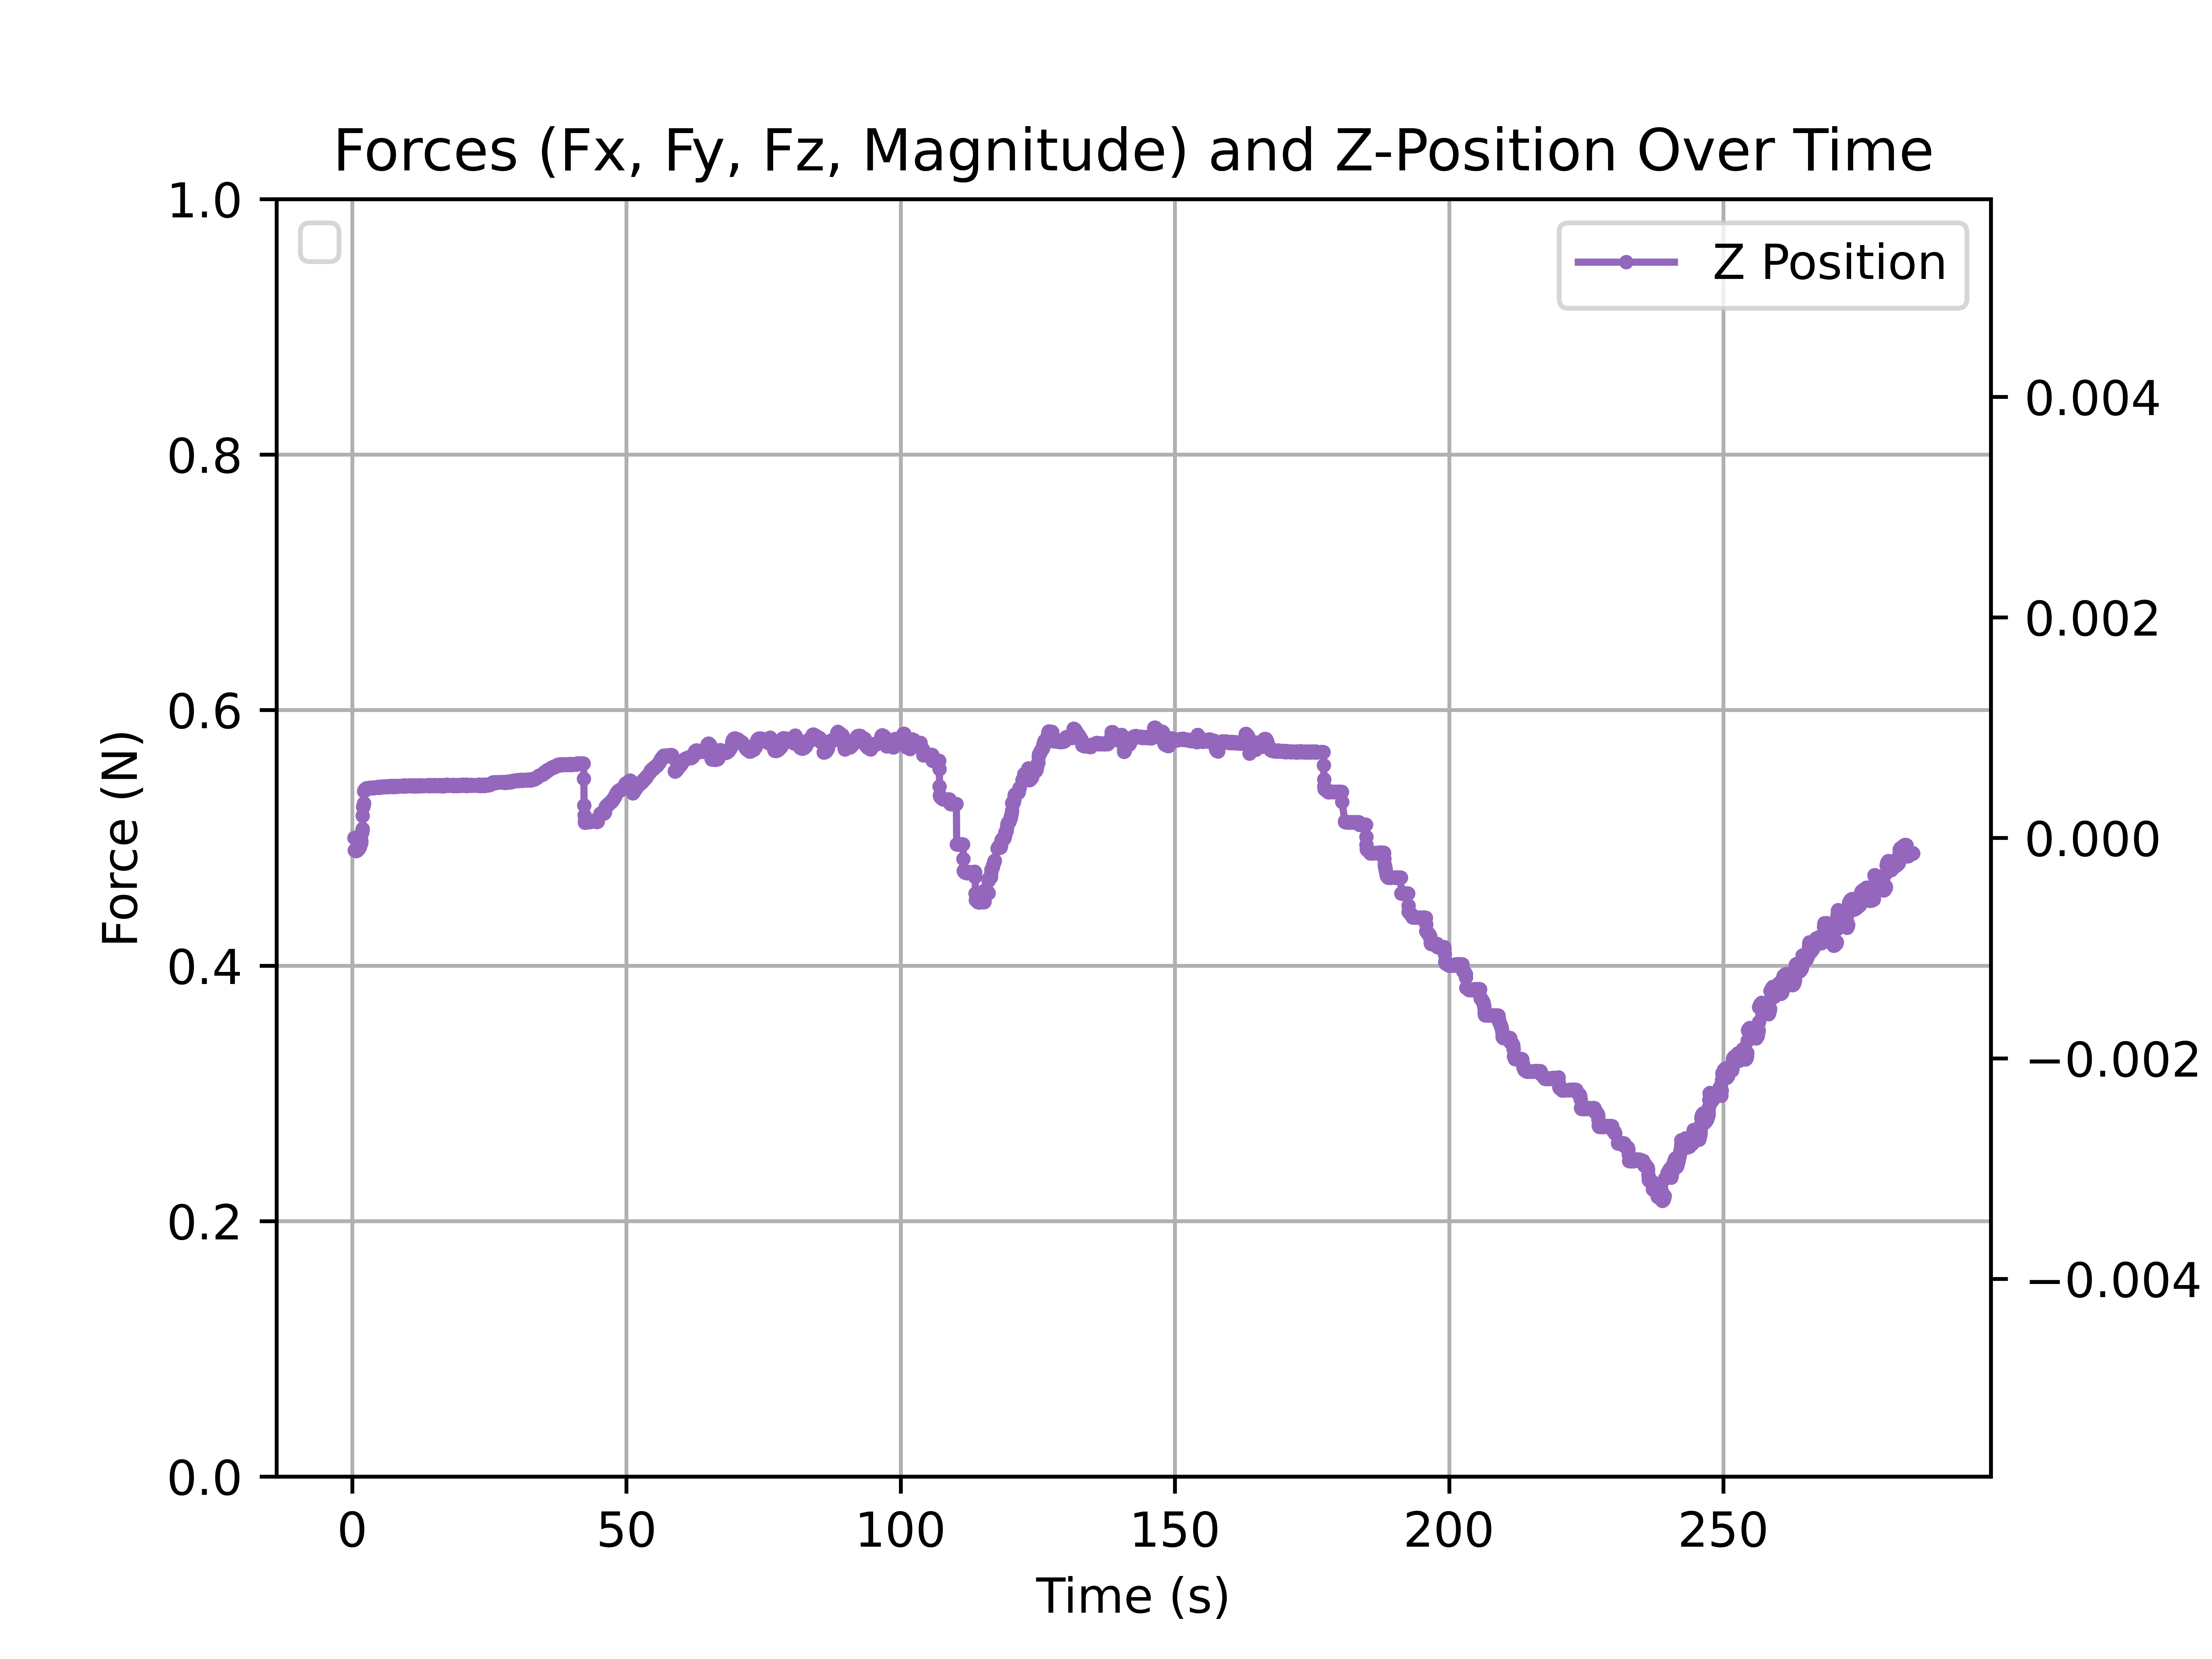 Forces (Fx, Fy, Fz, Magnitude) and Z-Position Over Time
Z Position
1.0
0.8
0.6
0.4
0.2
0.0
Force (N)
0.004
0.002
0.000
−0.002
−0.004
0 50 100 150 200 250
Time (s)